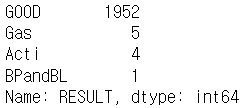 GOOD 1952
Gas 5
Acti 4
BPandBL 1
Name: RESULT, dtype: int64